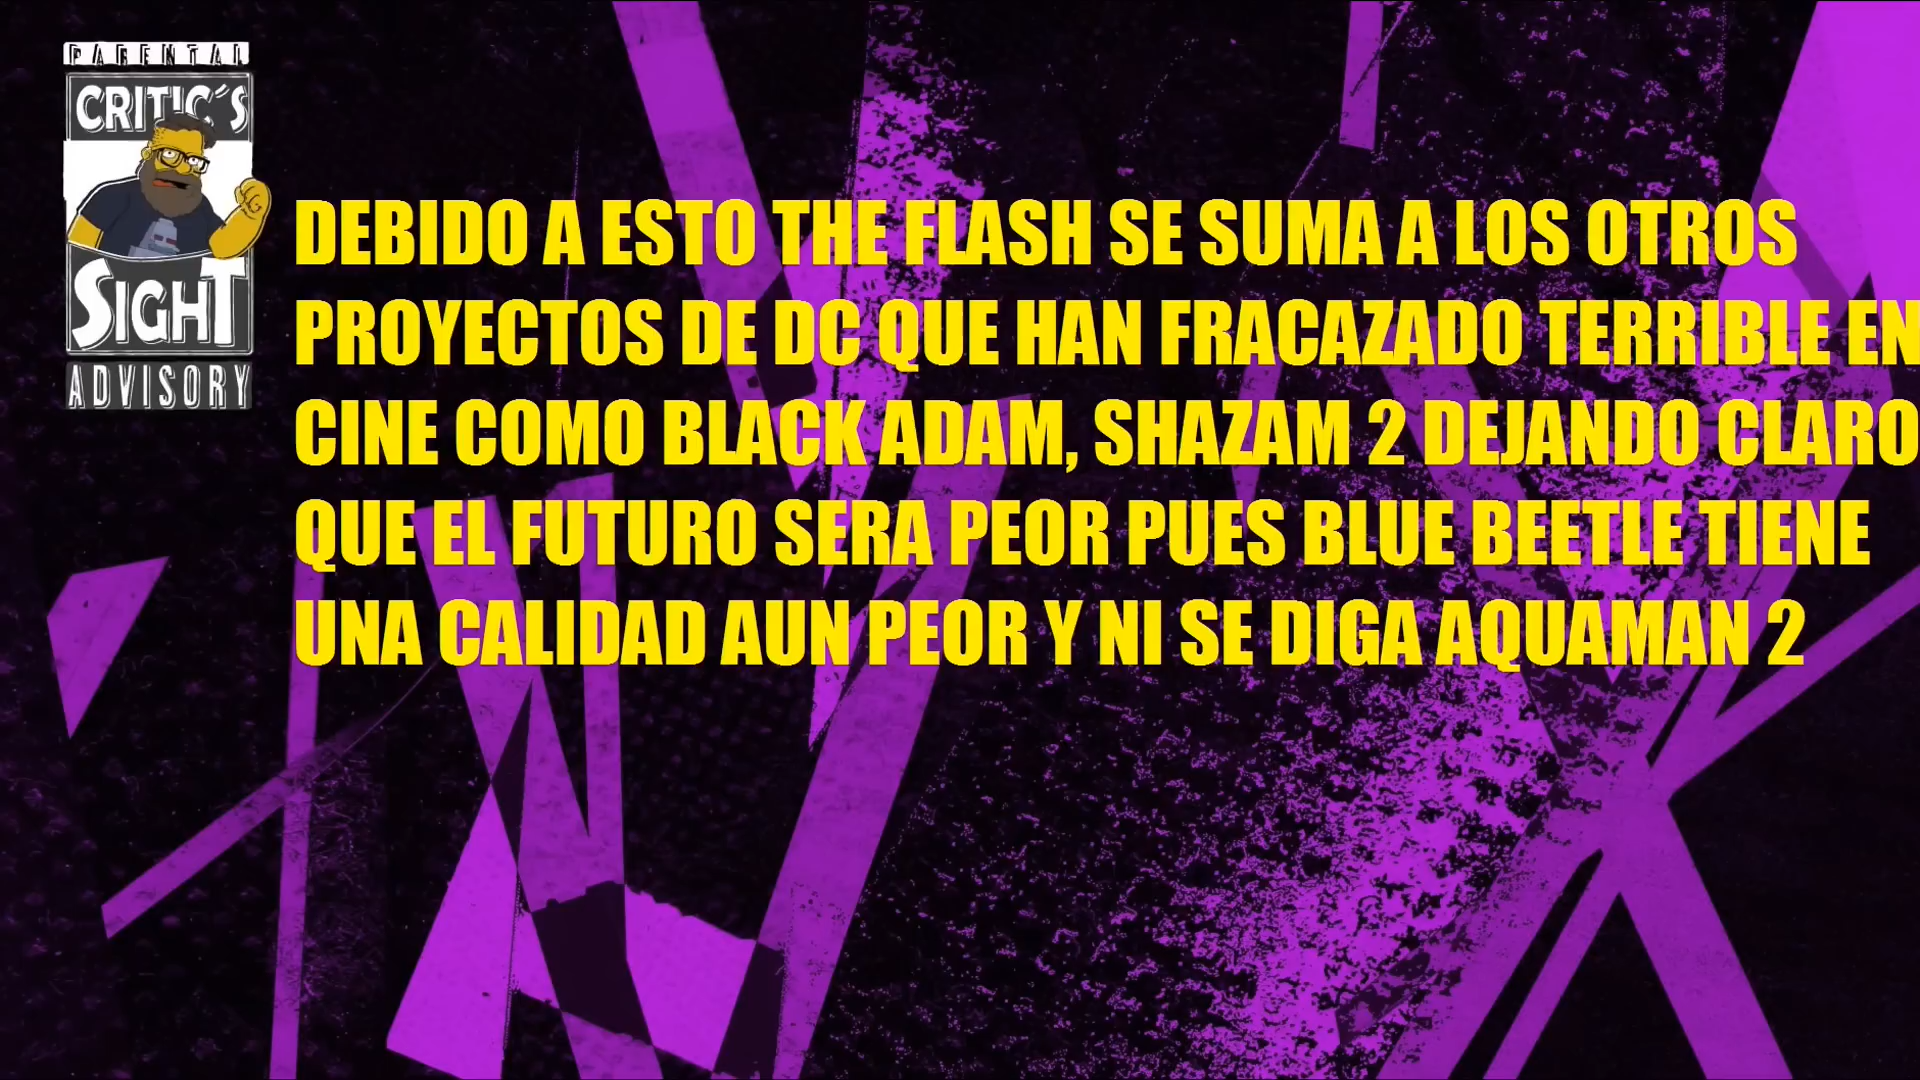 PARENTAL
CRITIC´S
SIGHT
ADVISORY
DEBIDO A ESTO THE FLASH SE SUMA A LOS OTROS
PROYECTOS DE DC QUE HAN FRACAZADO TERRIBLE EN
CINE COMO BLACK ADAM, SHAZAM 2 DEJANDO CLARO
QUE EL FUTURO SERA PEOR PUES BLUE BEETLE TIENE
UNA CALIDAD AUN PEOR Y NI SE DIGA AQUAMAN 2